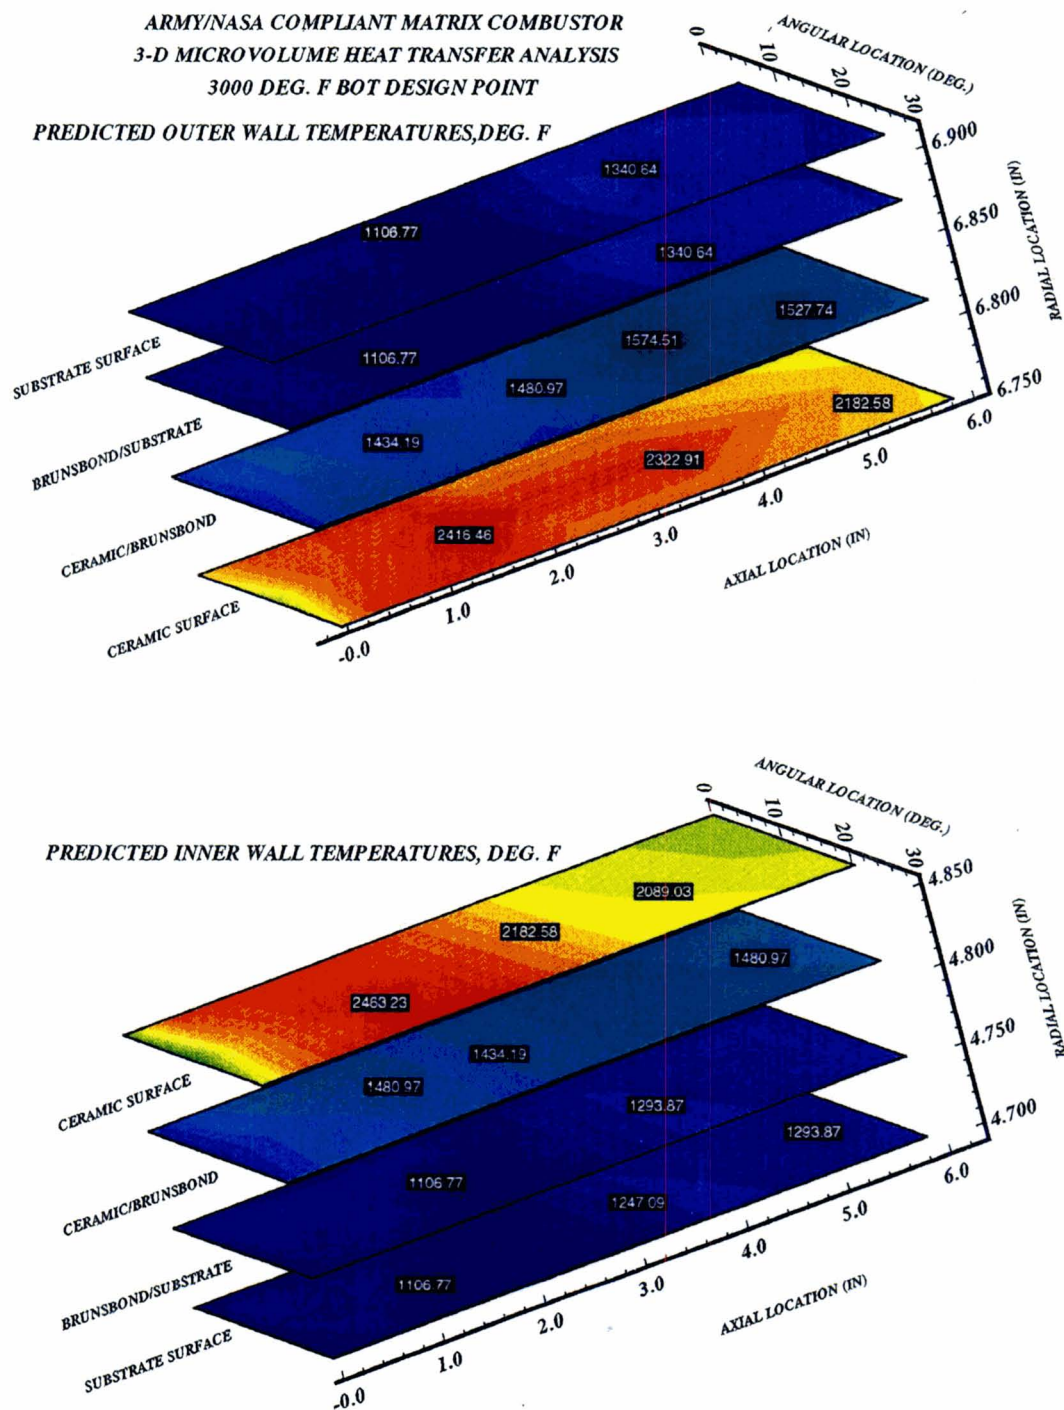 ARMY/NASA COMPLIANT MATRIX COMBUSTOR
3-D MICROVOLUME HEAT TRANSFER ANALYSIS
3000 DEG. F BOT DESIGN POINT
PREDICTED OUTER WALL TEMPERATURES,DEG. F
ANGULAR LOCATION (DEG.)
0
10
20
30
6.900
6.850
6.800
6.750
RADIAL LOCATION (IN)
1340.64
1106.77
SUBSTRATE SURFACE
1340.64
1106.77
BRUNSBOND/SUBSTRATE
1527.74
1574.51
1480.97
1434.19
CERAMIC/BRUNSBOND
2182.58
2322.91
2416.46
CERAMIC SURFACE
-0.0
1.0
2.0
3.0
4.0
5.0
6.0
AXIAL LOCATION (IN)
PREDICTED INNER WALL TEMPERATURES, DEG. F
ANGULAR LOCATION (DEG.)
0
10
20
30
4.850
4.800
4.750
4.700
RADIAL LOCATION (IN)
2089.03
2182.58
2463.23
CERAMIC SURFACE
1480.97
1434.19
1480.97
CERAMIC/BRUNSBOND
1293.87
1106.77
BRUNSBOND/SUBSTRATE
1293.87
1247.09
1106.77
SUBSTRATE SURFACE
-0.0
1.0
2.0
3.0
4.0
5.0
6.0
AXIAL LOCATION (IN)